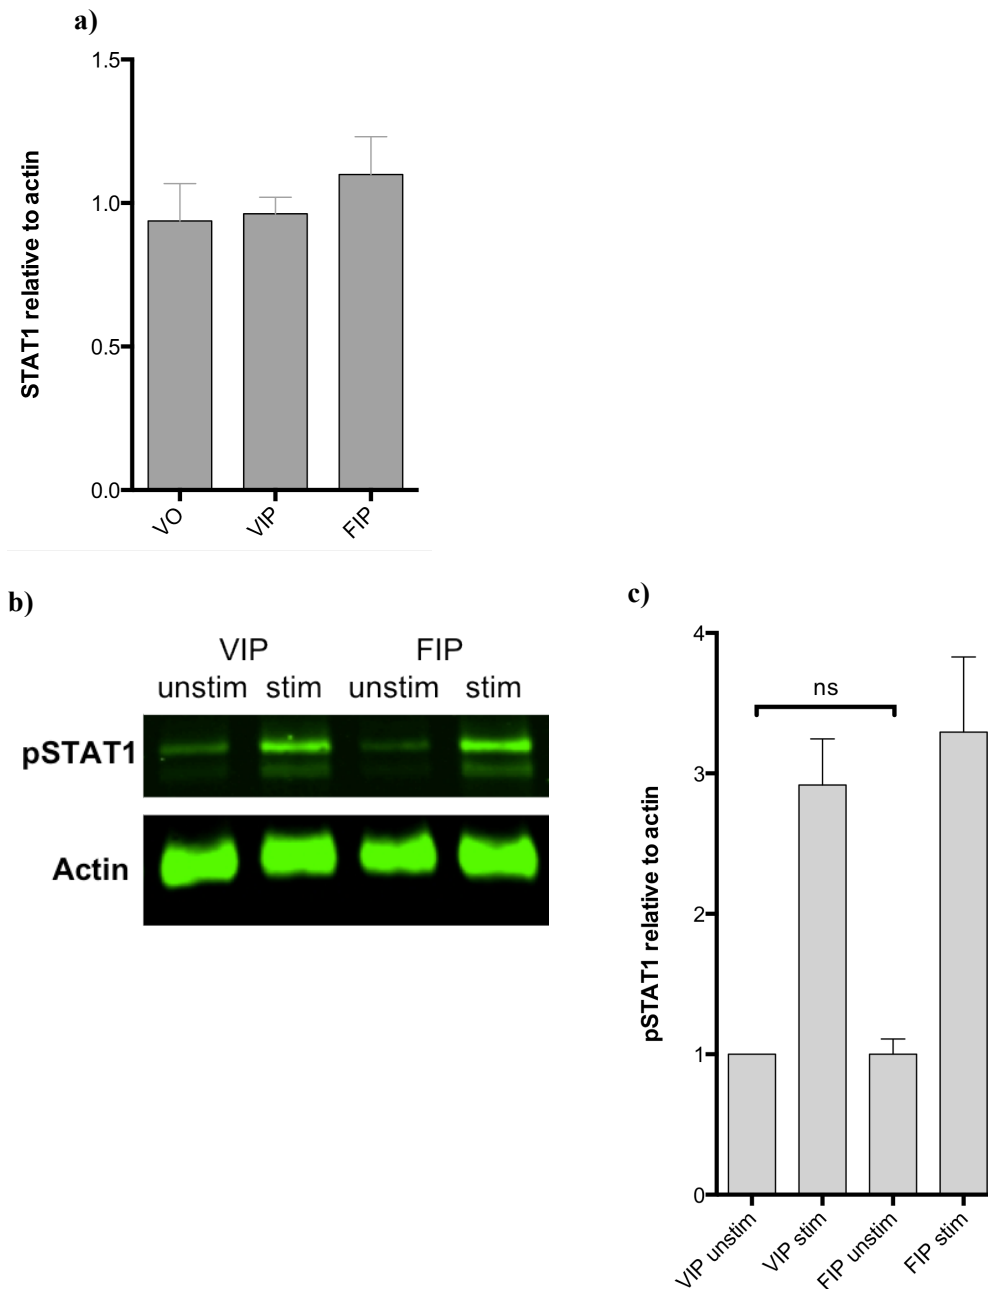 a)
STAT1 relative to actin
1.5
1.0
0.5
0.0
VO
VIP
FIP
b)
VIP FIP
unstim stim unstim stim
pSTAT1
Actin
c)
pSTAT1 relative to actin
4
3
2
1
0
ns
VIP unstim
VIP stim
FIP unstim
FIP stim